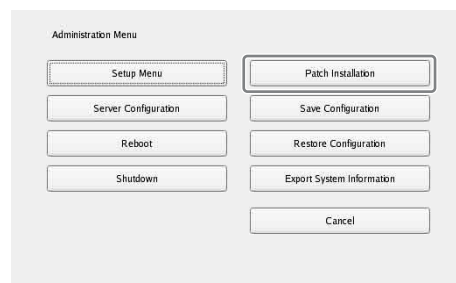 Administration Menu
Setup Menu
Patch Installation
Server Configuration
Save Configuration
Reboot
Restore Configuration
Shutdown
Export System Information
Cancel